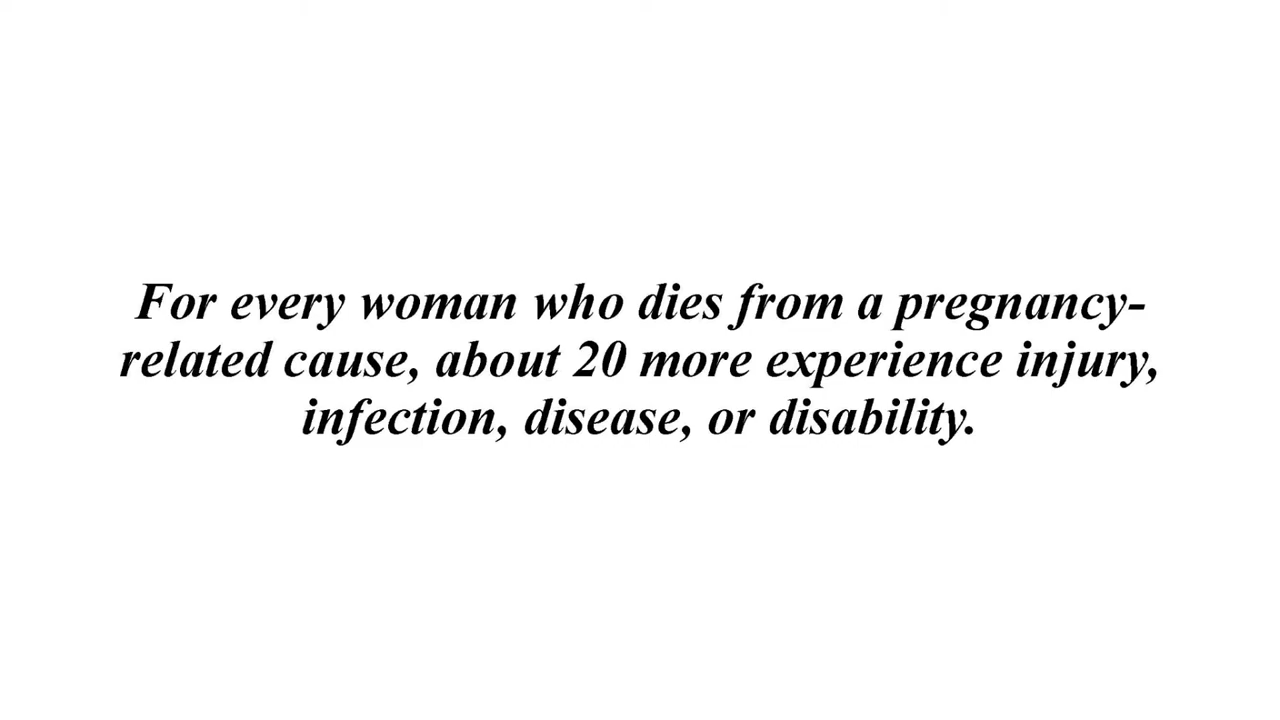 For every woman who dies from a pregnancy-
related cause, about 20 more experience injury,
infection, disease, or disability.